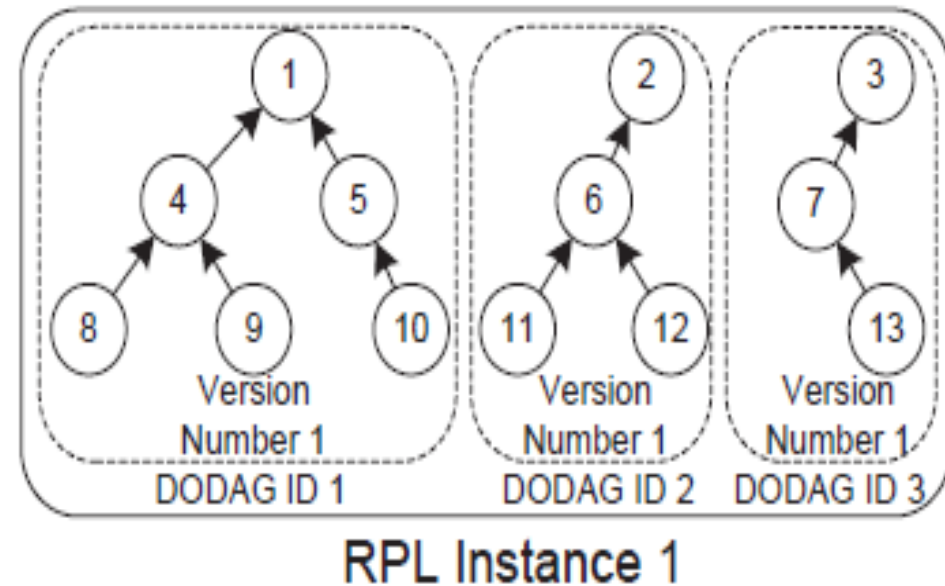 1 2 3
4 5 6 7
8 9 10 11 12 13
Version Version Version
Number 1 Number 1 Number 1
DODAG ID 1 DODAG ID 2 DODAG ID 3
RPL Instance 1